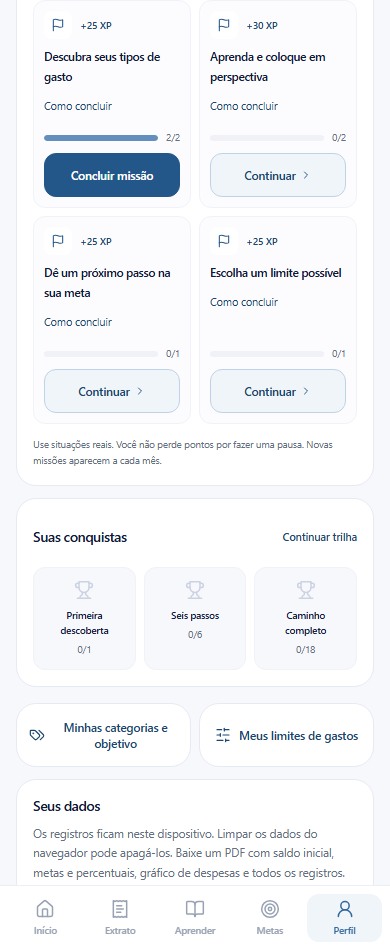 +25 XP
Descubra seus tipos de
gasto
Como concluir
2/2
Concluir missão
+30 XP
Aprenda e coloque em
perspectiva
Como concluir
0/2
Continuar
+25 XP
Dê um próximo passo na
sua meta
Como concluir
0/1
Continuar
+25 XP
Escolha um limite possível
Como concluir
0/1
Continuar
Use situações reais. Você não perde pontos por fazer uma pausa. Novas
missões aparecem a cada mês.
Suas conquistas
Continuar trilha
Primeira
descoberta
0/1
Seis passos
0/6
Caminho
completo
0/18
Minhas categorias e
objetivo
Meus limites de gastos
Seus dados
Os registros ficam neste dispositivo. Limpar os dados do
navegador pode apagá-los. Baixe um PDF com saldo inicial,
metas e percentuais, gráfico de despesas e todos os registros.
Início
Extrato
Aprender
Metas
Perfil